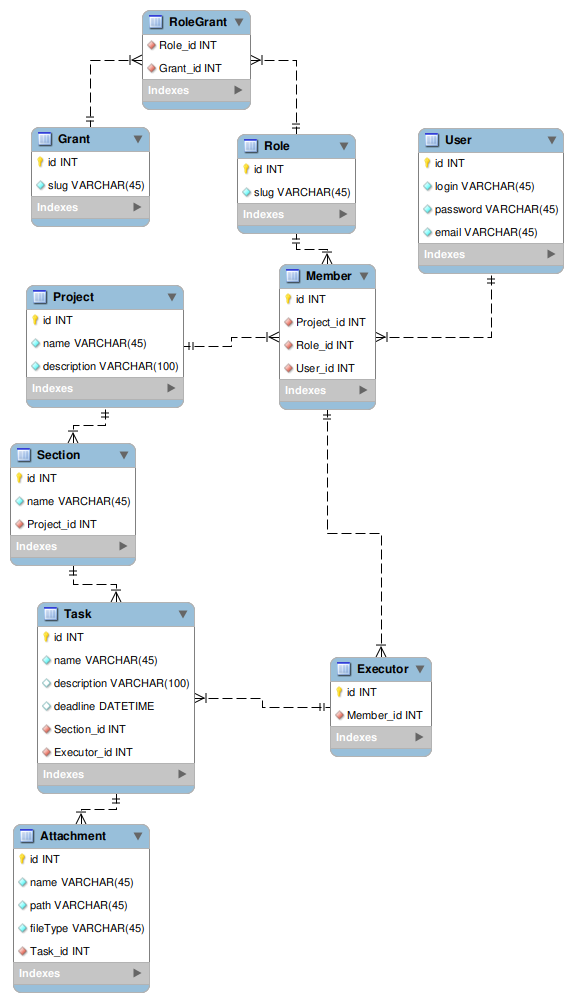 RoleGrant
Role_id INT
Grant_id INT
Indexes
Grant
id INT
slug VARCHAR(45)
Indexes
Role
id INT
slug VARCHAR(45)
Indexes
User
id INT
login VARCHAR(45)
password VARCHAR(45)
email VARCHAR(45)
Indexes
Member
id INT
Project_id INT
Role_id INT
User_id INT
Indexes
Project
id INT
name VARCHAR(45)
description VARCHAR(100)
Indexes
Section
id INT
name VARCHAR(45)
Project_id INT
Indexes
Task
id INT
name VARCHAR(45)
description VARCHAR(100)
deadline DATETIME
Section_id INT
Executor_id INT
Indexes
Executor
id INT
Member_id INT
Indexes
Attachment
id INT
name VARCHAR(45)
path VARCHAR(45)
fileType VARCHAR(45)
Task_id INT
Indexes